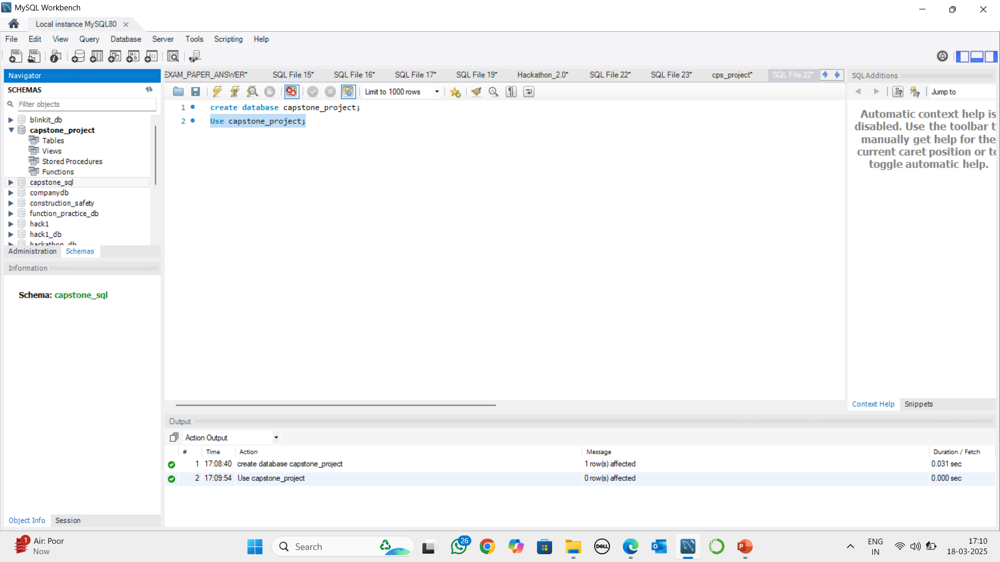 MySQL Workbench
Local instance MySQL80
File Edit View Query Database Server Tools Scripting Help
Navigator
SCHEMAS
Filter objects
blinkit_db
capstone_project
Tables
Views
Stored Procedures
Functions
capstone_sql
companydb
construction_safety
function_practice_db
hack1
hack1_db
hackathon_db
Administration Schemas
Information
Schema: capstone_sql
Object Info Session
EXAM_PAPER_ANSWER* SQL File 15* SQL File 16* SQL File 17* SQL File 19* Hackathon_2.0* SQL File 22* SQL File 23* cps_project* SQL File 22*
Limit to 1000 rows
1 create database capstone_project;
2 Use capstone_project;
SQLAdditions
Jump to
Automatic context help is
disabled. Use the toolbar t
manually get help for the
current caret position or to
toggle automatic help.
Context Help Snippets
Output
Action Output
# Time Action Message Duration / Fetch
1 17:08:40 create database capstone_project 1 row(s) affected 0.031 sec
2 17:09:54 Use capstone_project 0 row(s) affected 0.000 sec
1
Air: Poor
Now
Search
26
DELL
ENG
IN
17:10
18-03-2025